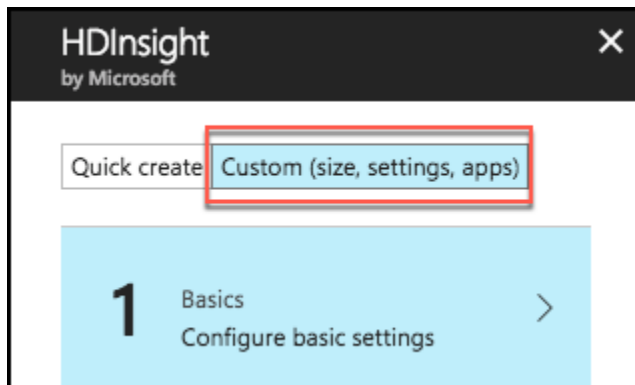 HDInsight
by Microsoft
Quick create Custom (size, settings, apps)
1 Basics
Configure basic settings